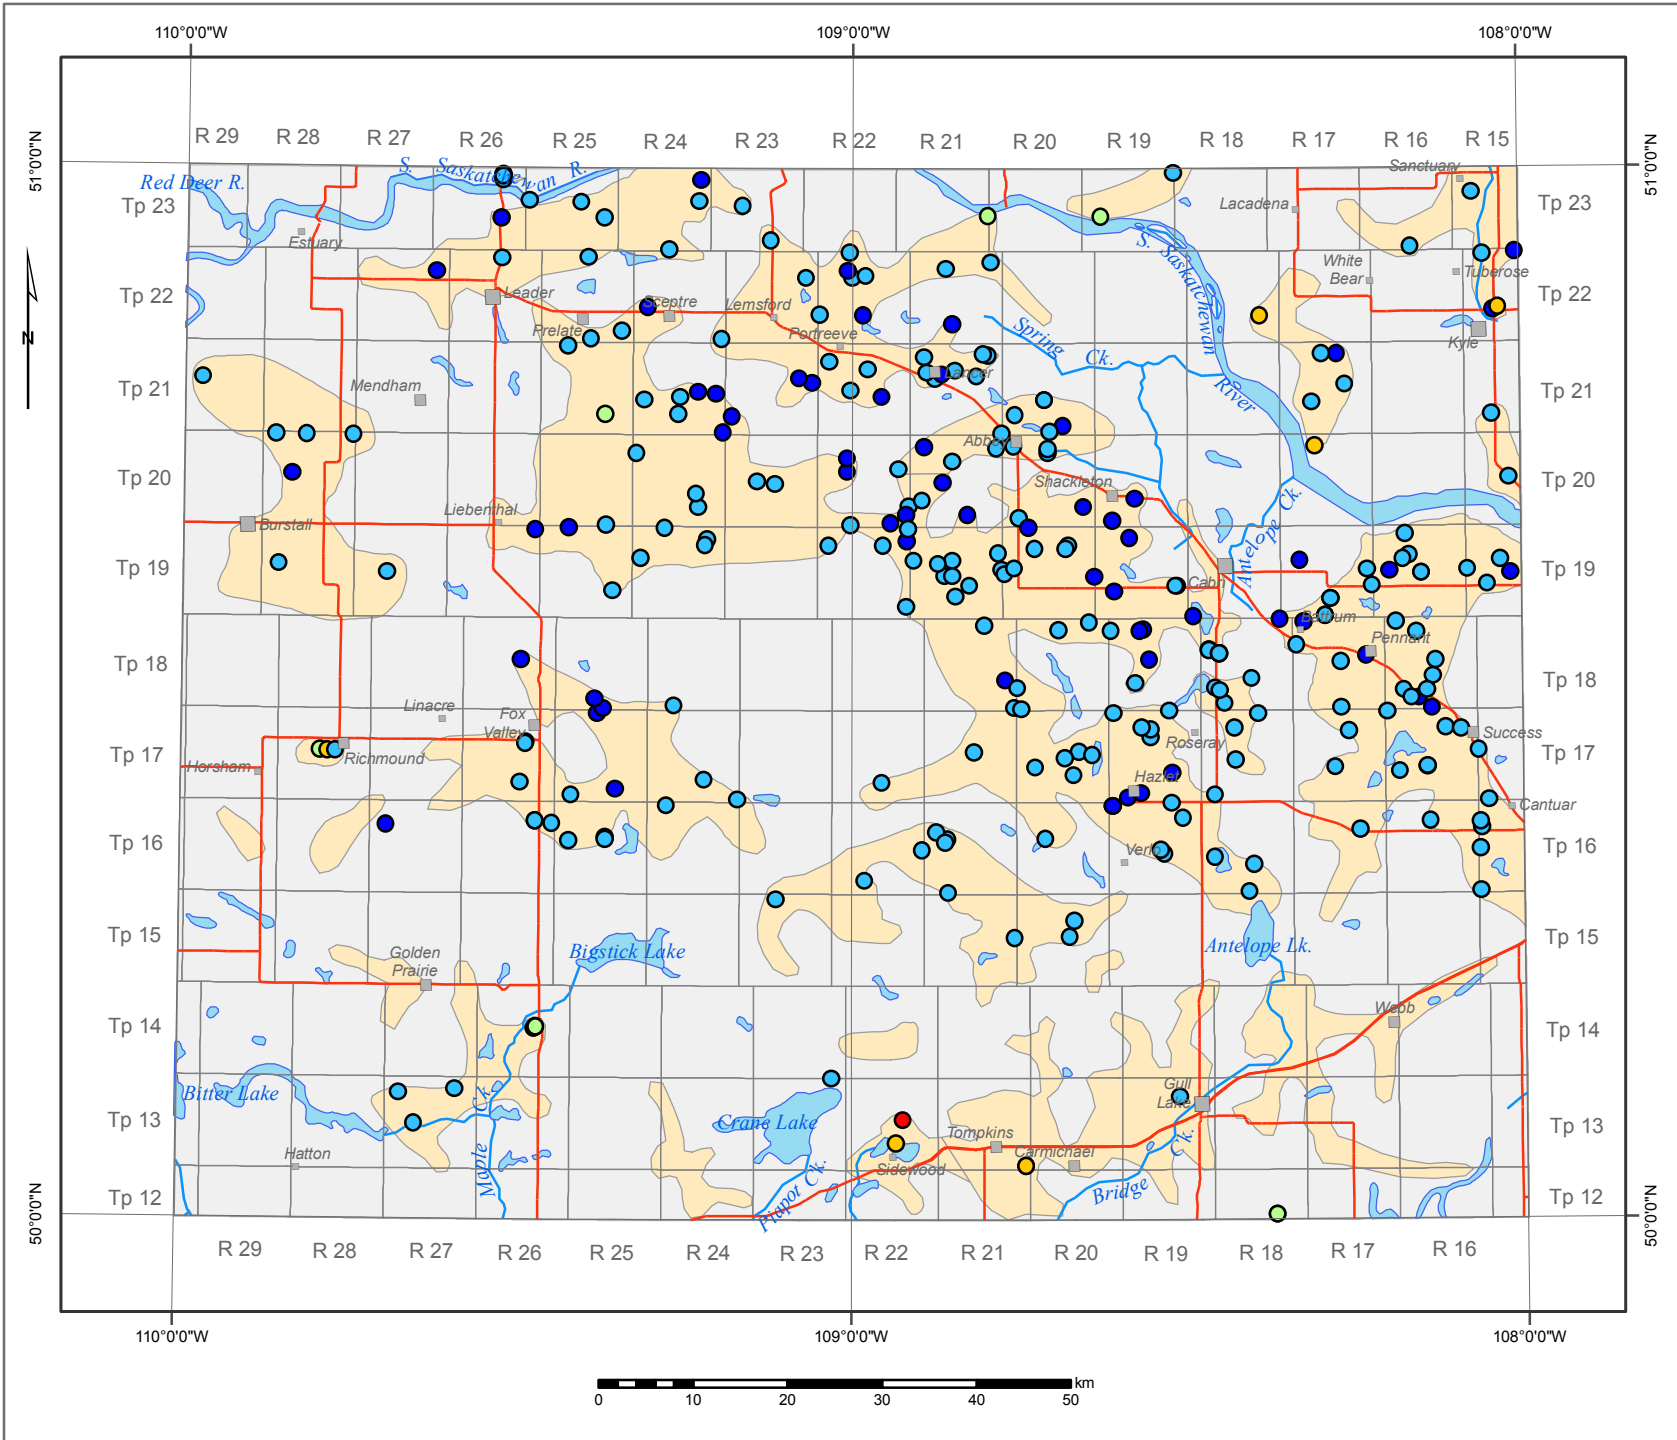 110°0'0"W 109°0'0"W 108°0'0"W
51°0'0"N
51°0'0"N
R 29 R 28 R 27 R 26 R 25 R 24 R 23 R 22 R 21 R 20 R 19 R 18 R 17 R 16 R 15
Sanctuary
S. Saskatchewan R.
Red Deer R.
Tp 23
Lacadena
Tp 23
Estuary
S. Saskatchewan River
White
Bear
Tuberose
Tp 22
Leader
Sceptre
Lemsford
Tp 22
Prelate
Portreeve
Spring Ck.
Kyle
Lancer
Tp 21
Mendham
Tp 21
Abbey
Tp 20
Shackleton
Tp 20
Liebenthal
Burstall
Antelope Ck.
Tp 19
Cabri
Tp 19
Battrum
Pennant
Tp 18
Tp 18
Linacre
Fox
Valley
Success
Roseray
Tp 17
Richmound
Tp 17
Horsham
Hazlet
Cantuar
Tp 16
Verlo
Tp 16
Tp 15
Golden
Prairie
Bigstick Lake
Antelope Lk.
Tp 15
Tp 14
Webb
Tp 14
Bitter Lake
Maple Ck.
Gull
Lake
Tp 13
Crane Lake
Tompkins
Tp 13
Hatton
Carmichael
Sidewood
Tp 12
Piapot Ck.
Bridge Ck.
Tp 12
50°0'0"N
50°0'0"N
R 29 R 28 R 27 R 26 R 25 R 24 R 23 R 22 R 21 R 20 R 19 R 18 R 17 R 16
110°0'0"W 109°0'0"W 108°0'0"W
N
km
0 10 20 30 40 50